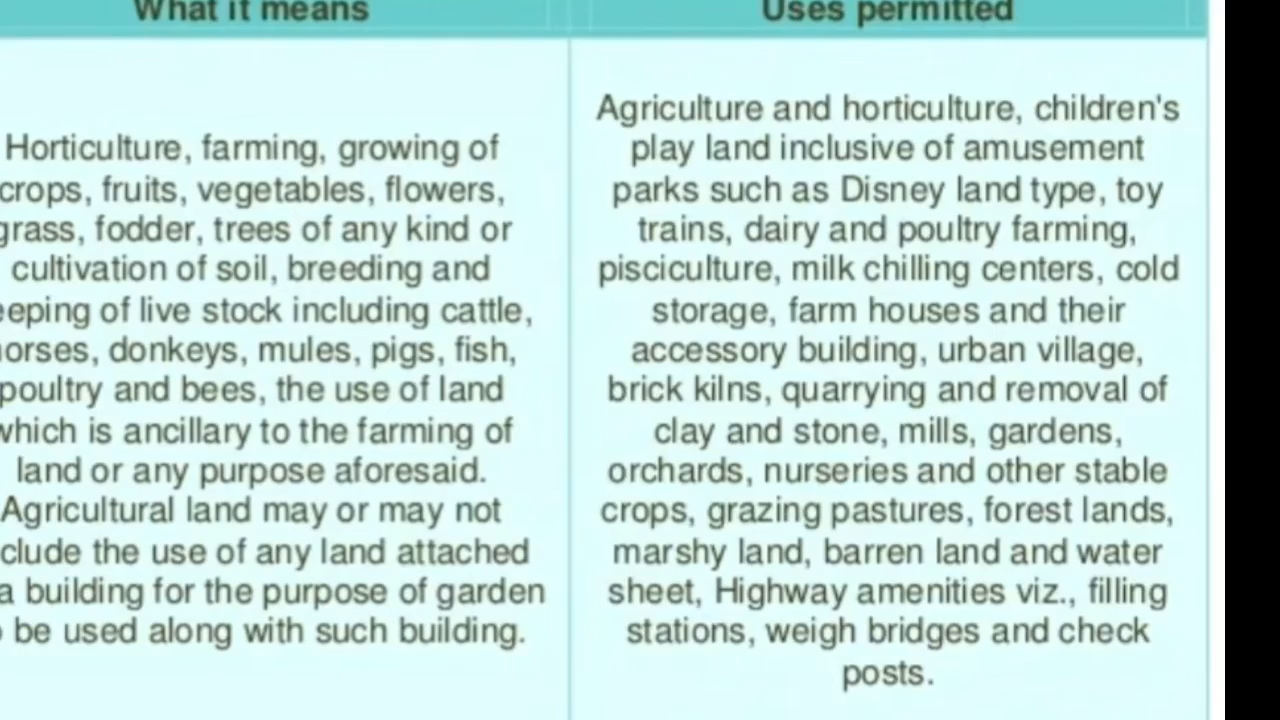 What it means
Uses permitted
Horticulture, farming, growing of
crops, fruits, vegetables, flowers,
grass, fodder, trees of any kind or
cultivation of soil, breeding and
eeping of live stock including cattle,
horses, donkeys, mules, pigs, fish,
poultry and bees, the use of land
which is ancillary to the farming of
land or any purpose aforesaid.
Agricultural land may or may not
clude the use of any land attached
a building for the purpose of garden
be used along with such building.
Agriculture and horticulture, children's
play land inclusive of amusement
parks such as Disney land type, toy
trains, dairy and poultry farming,
pisciculture, milk chilling centers, cold
storage, farm houses and their
accessory building, urban village,
brick kilns, quarrying and removal of
clay and stone, mills, gardens,
orchards, nurseries and other stable
crops, grazing pastures, forest lands,
marshy land, barren land and water
sheet, Highway amenities viz., filling
stations, weigh bridges and check
posts.